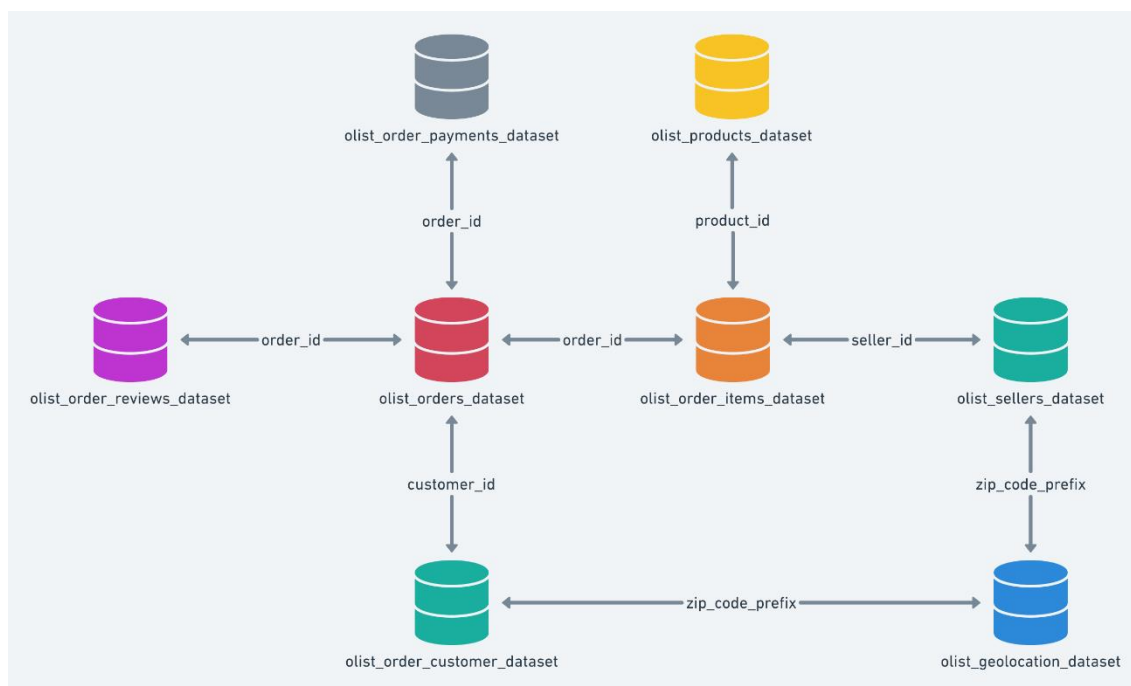 olist_order_payments_dataset
olist_products_dataset
order_id
product_id
order_id
order_id
seller_id
olist_order_reviews_dataset
olist_orders_dataset
olist_order_items_dataset
olist_sellers_dataset
customer_id
zip_code_prefix
zip_code_prefix
olist_order_customer_dataset
olist_geolocation_dataset